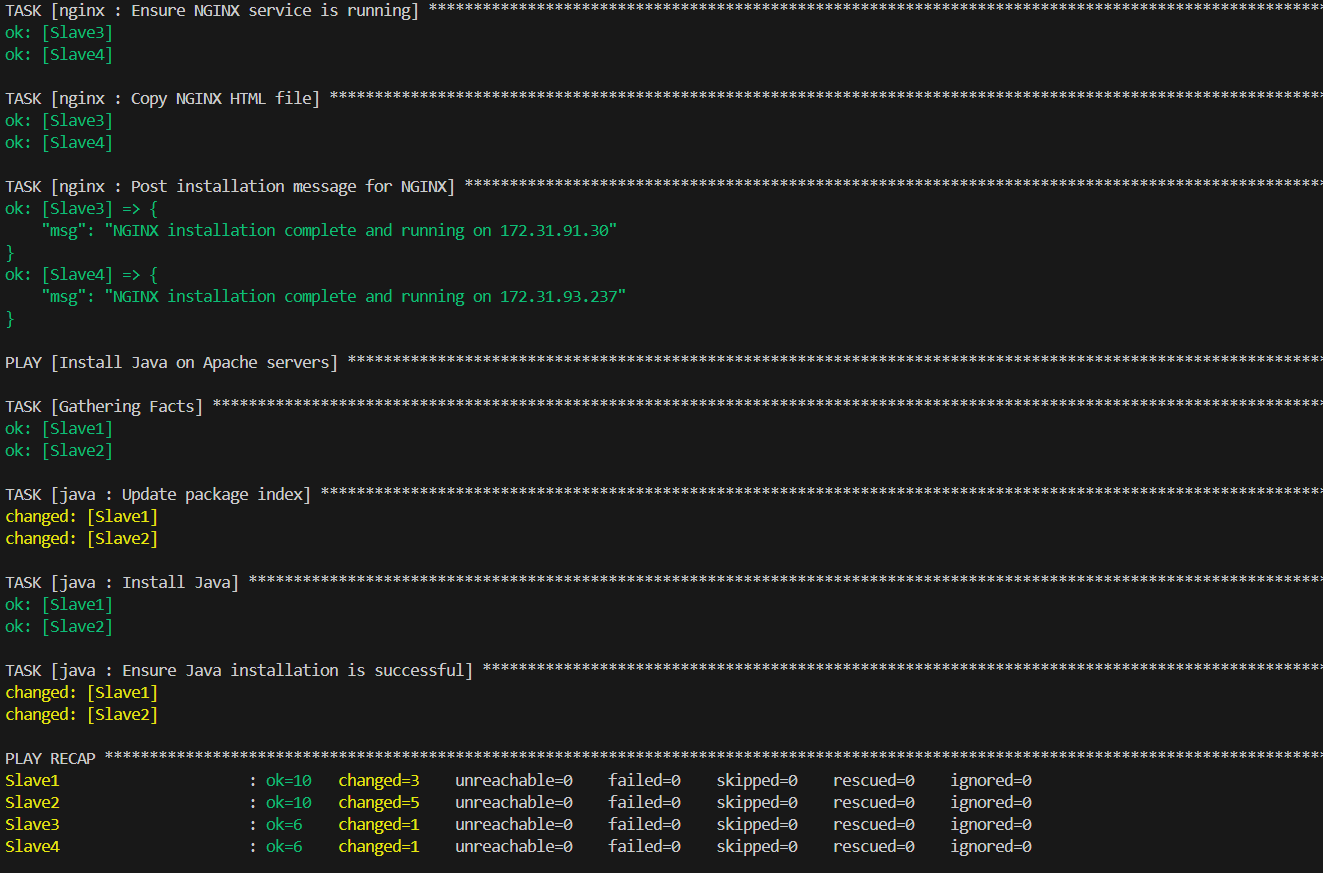 TASK [nginx : Ensure NGINX service is running] ****************************************************************************************************
ok: [Slave3]
ok: [Slave4]
TASK [nginx : Copy NGINX HTML file] ***************************************************************************************************************
ok: [Slave3]
ok: [Slave4]
TASK [nginx : Post installation message for NGINX] ************************************************************************************************
ok: [Slave3] => {
    "msg": "NGINX installation complete and running on 172.31.91.30"
}
ok: [Slave4] => {
    "msg": "NGINX installation complete and running on 172.31.93.237"
}
PLAY [Install Java on Apache servers] *************************************************************************************************************
TASK [Gathering Facts] ****************************************************************************************************************************
ok: [Slave1]
ok: [Slave2]
TASK [java : Update package index] ****************************************************************************************************************
changed: [Slave1]
changed: [Slave2]
TASK [java : Install Java] ************************************************************************************************************************
ok: [Slave1]
ok: [Slave2]
TASK [java : Ensure Java installation is successful] **********************************************************************************************
changed: [Slave1]
changed: [Slave2]
PLAY RECAP ****************************************************************************************************************************************
Slave1                     : ok=10   changed=3    unreachable=0    failed=0    skipped=0    rescued=0    ignored=0
Slave2                     : ok=10   changed=5    unreachable=0    failed=0    skipped=0    rescued=0    ignored=0
Slave3                     : ok=6    changed=1    unreachable=0    failed=0    skipped=0    rescued=0    ignored=0
Slave4                     : ok=6    changed=1    unreachable=0    failed=0    skipped=0    rescued=0    ignored=0